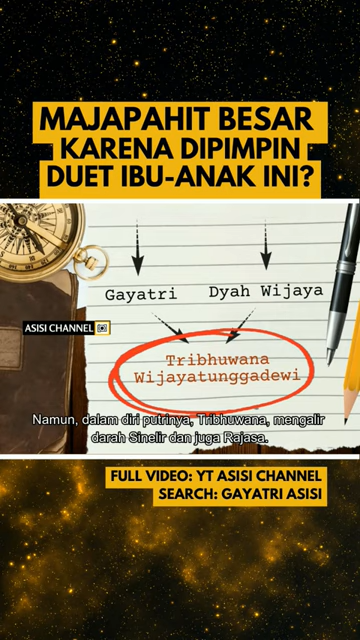 MAJAPAHIT BESAR
KARENA DIPIMPIN
DUET IBU-ANAK INI?
Gayatri Dyah Wijaya
ASISI CHANNEL
Tribhuwana
Wijayatunggadewi
Namun, dalam diri putrinya, Tribhuwana, mengalir
darah Sinelir dan juga Rajasa.
FULL VIDEO: YT ASISI CHANNEL
SEARCH: GAYATRI ASISI